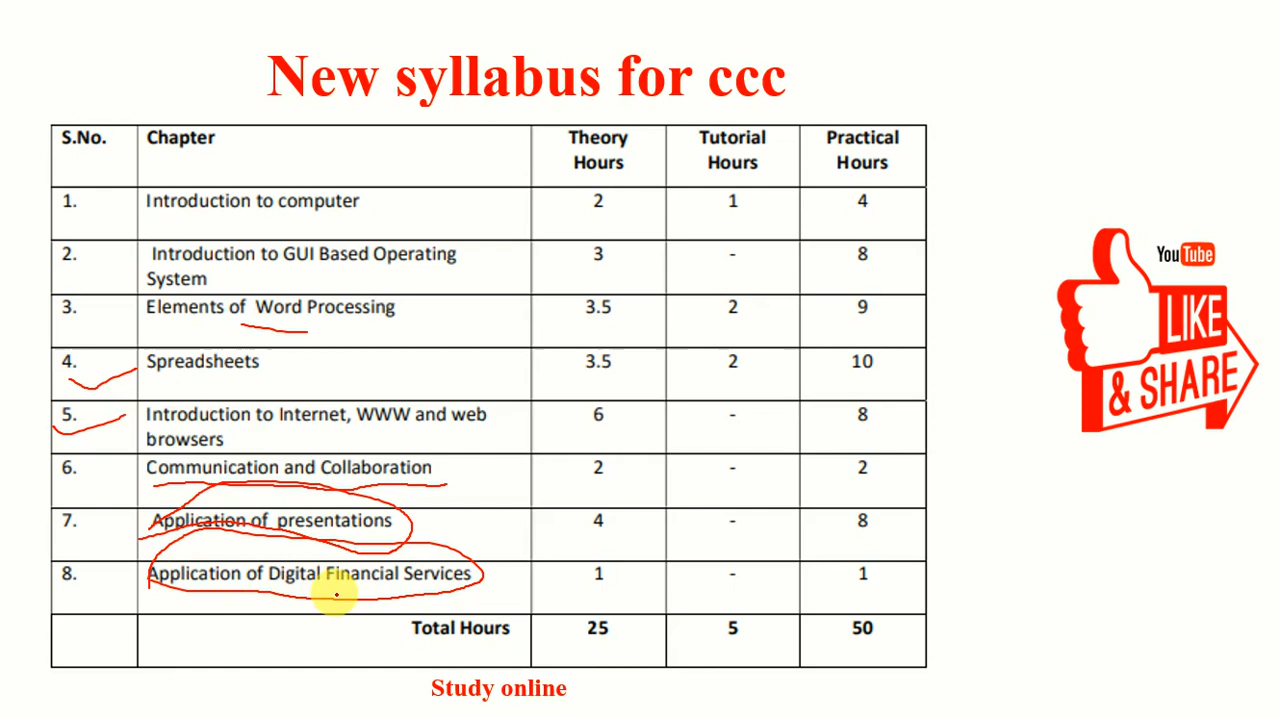 New syllabus for ccc
S.No. Chapter Theory Hours Tutorial Hours Practical Hours
1. Introduction to computer 2 1 4
2. Introduction to GUI Based Operating System 3 - 8
3. Elements of Word Processing 3.5 2 9
4. Spreadsheets 3.5 2 10
5. Introduction to Internet, WWW and web browsers 6 - 8
6. Communication and Collaboration 2 - 2
7. Application of presentations 4 - 8
8. Application of Digital Financial Services 1 - 1
Total Hours 25 5 50
Study online
YouTube
LIKE
& SHARE